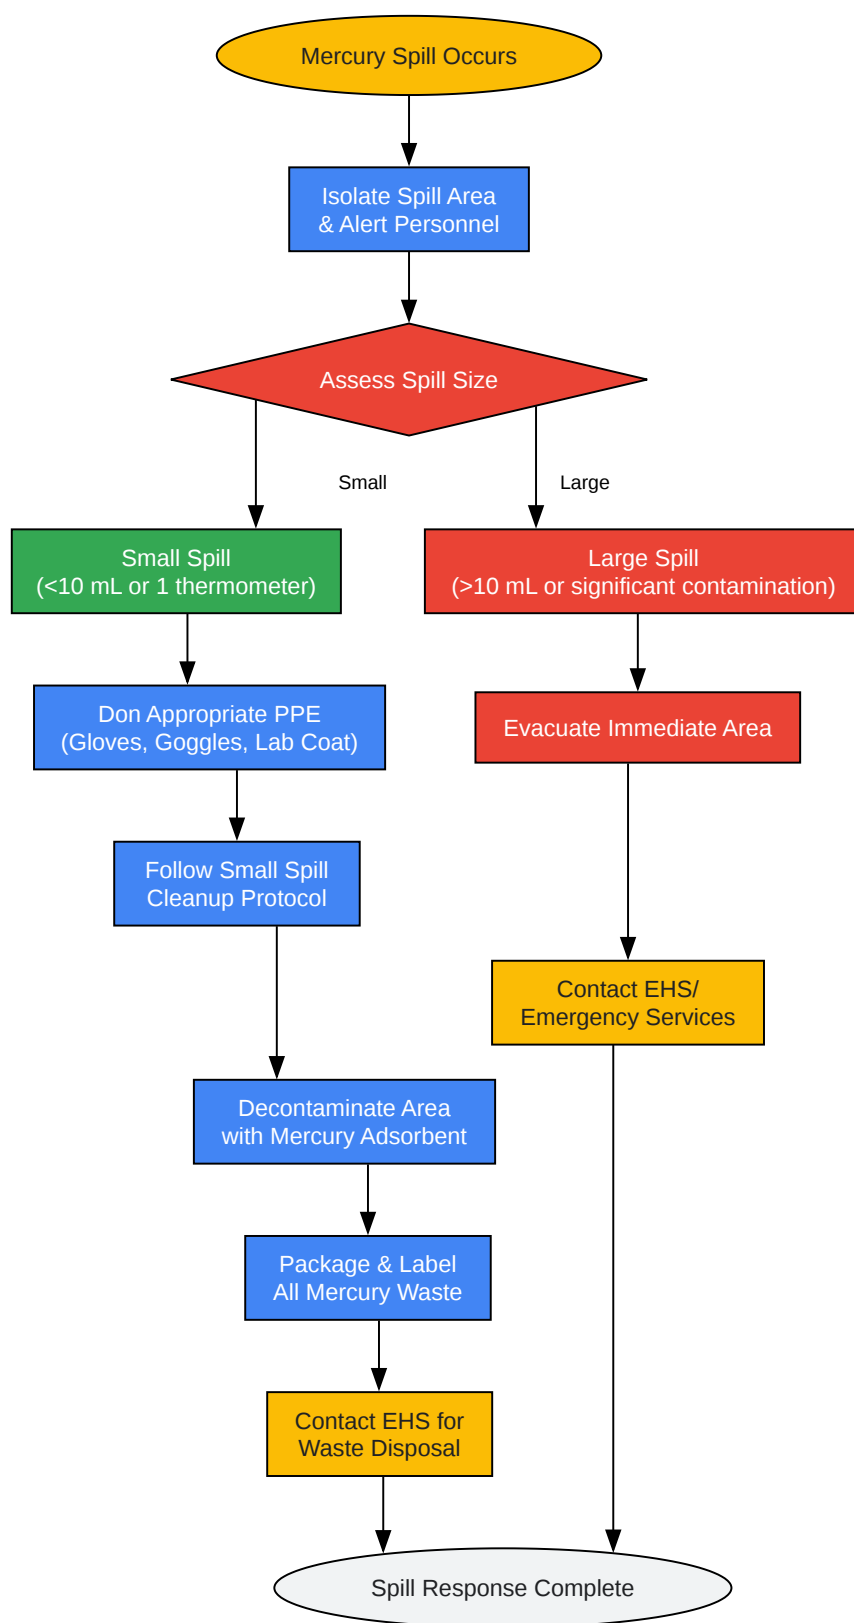 Mercury Spill Occurs
Isolate Spill Area
& Alert Personnel
Assess Spill Size
Small
Large
Small Spill
(<10 mL or 1 thermometer)
Large Spill
(>10 mL or significant contamination)
Don Appropriate PPE
(Gloves, Goggles, Lab Coat)
Evacuate Immediate Area
Follow Small Spill
Cleanup Protocol
Contact EHS/
Emergency Services
Decontaminate Area
with Mercury Adsorbent
Package & Label
All Mercury Waste
Contact EHS for
Waste Disposal
Spill Response Complete